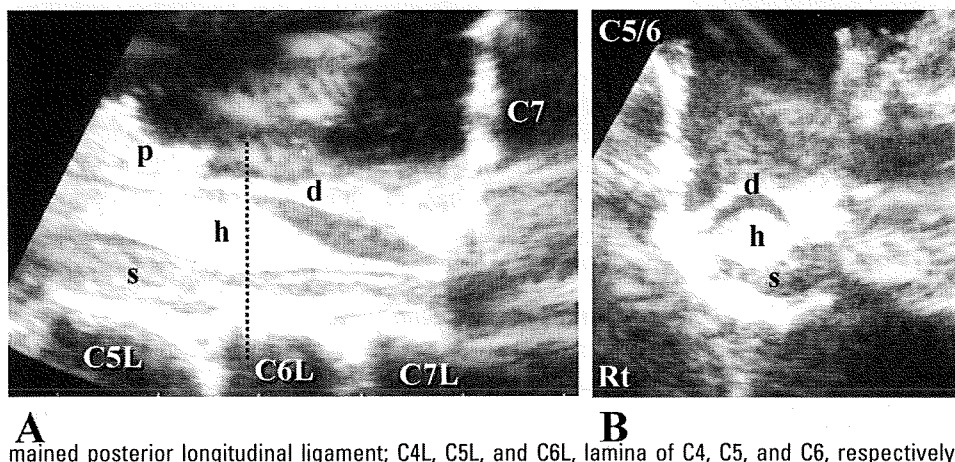 C5/6
C7
p
d
d
h
h
s
s
C5L
C6L
C7L
Rt
A
B
mained posterior longitudinal ligament; C4L, C5L, and C6L, lamina of C4, C5, and C6, respectively